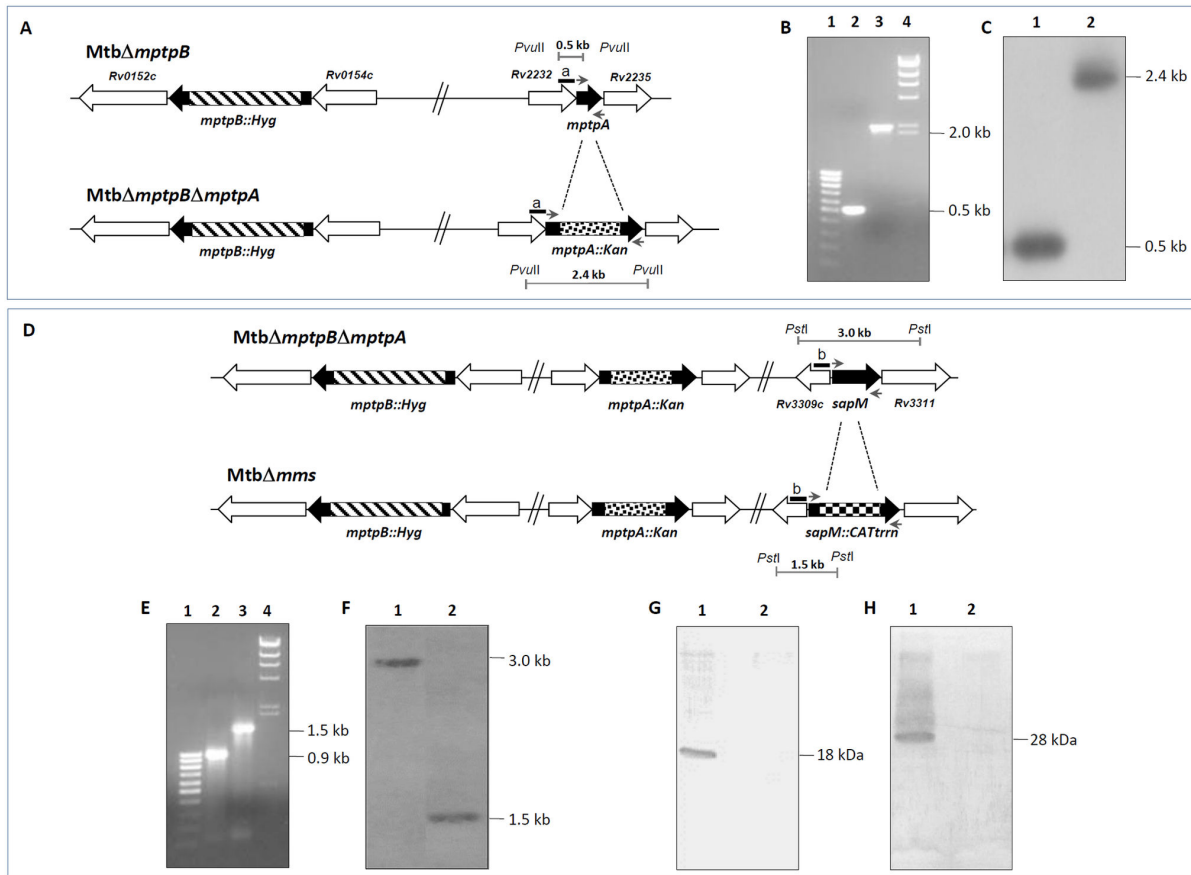 A
MtbΔmptpB
Rv0152c
Rv0154c
mptpB::Hyg
PvuII 0.5 kb PvuII
Rv2232
a
Rv2235
mptpA
MtbΔmptpBΔmptpA
mptpB::Hyg
a
mptpA::Kan
PvuII PvuII
2.4 kb
B
1 2 3 4
2.0 kb
0.5 kb
C
1 2
2.4 kb
0.5 kb
D
MtbΔmptpBΔmptpA
PstI 3.0 kb PstI
b
mptpB::Hyg
mptpA::Kan
Rv3309c sapM Rv3311
MtbΔmms
b
mptpB::Hyg
mptpA::Kan
sapM::CATtrrn
PstI 1.5 kb PstI
E
1 2 3 4
1.5 kb
0.9 kb
F
1 2
3.0 kb
1.5 kb
G
1 2
18 kDa
H
1 2
28 kDa